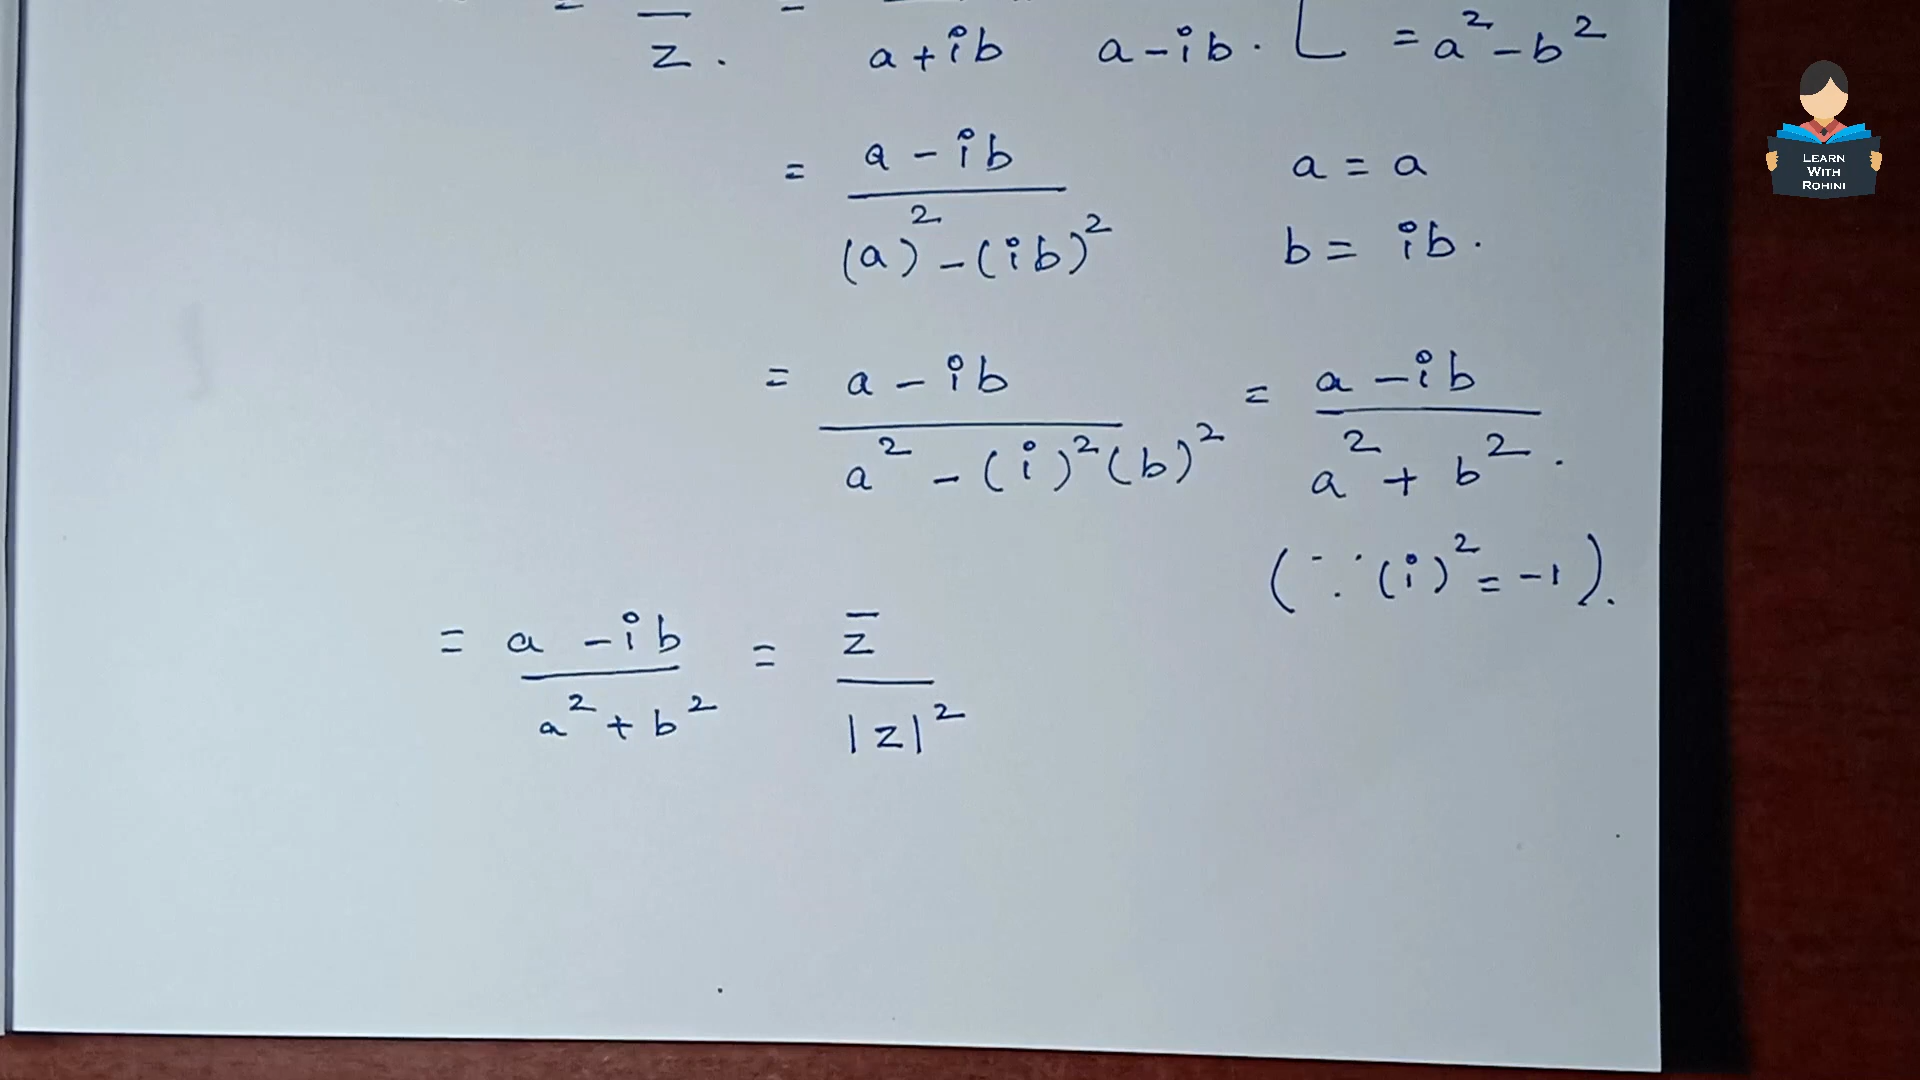 = z̄. = a+ib a-ib. = a²-b²
= (a-ib)/((a)²-(ib)²) a = a
b = ib.
= (a-ib)/(a²-(i)²(b)²) = (a-ib)/(a²+b²).
(∵ (i)² = -1).
= (a-ib)/(a²+b²) = z̄/|z|²
LEARN
WITH
ROHINI